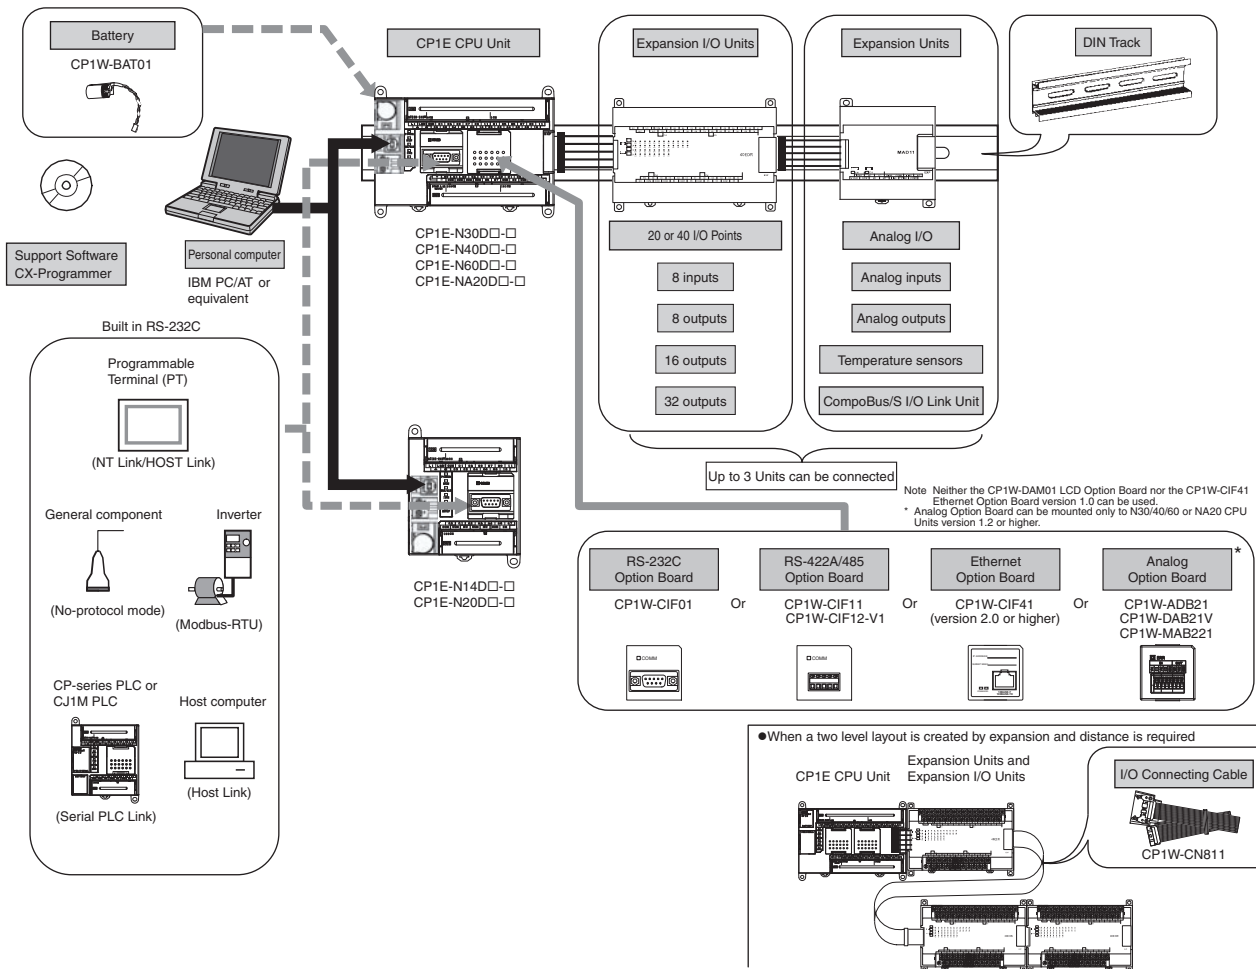 Battery
CP1W-BAT01
CP1E CPU Unit
Expansion I/O Units
Expansion Units
DIN Track
40EDR
MAD11
CP1E-N30D□-□
CP1E-N40D□-□
CP1E-N60D□-□
CP1E-NA20D□-□
20 or 40 I/O Points
8 inputs
8 outputs
16 outputs
32 outputs
Analog I/O
Analog inputs
Analog outputs
Temperature sensors
CompoBus/S I/O Link Unit
Support Software
CX-Programmer
Personal computer
IBM PC/AT or
equivalent
Built in RS-232C
Programmable
Terminal (PT)
(NT Link/HOST Link)
General component
Inverter
(No-protocol mode)
(Modbus-RTU)
CP-series PLC or
CJ1M PLC
Host computer
(Serial PLC Link)
(Host Link)
CP1E-N14D□-□
CP1E-N20D□-□
Up to 3 Units can be connected
Note Neither the CP1W-DAM01 LCD Option Board nor the CP1W-CIF41
Ethernet Option Board version 1.0 can be used.
* Analog Option Board can be mounted only to N30/40/60 or NA20 CPU
Units version 1.2 or higher.
RS-232C
Option Board
CP1W-CIF01
COMM
Or
RS-422A/485
Option Board
CP1W-CIF11
CP1W-CIF12-V1
COMM
Or
Ethernet
Option Board
CP1W-CIF41
(version 2.0 or higher)
Or
Analog
Option Board
*
CP1W-ADB21
CP1W-DAB21V
CP1W-MAB221
●When a two level layout is created by expansion and distance is required
CP1E CPU Unit
Expansion Units and
Expansion I/O Units
I/O Connecting Cable
CP1W-CN811